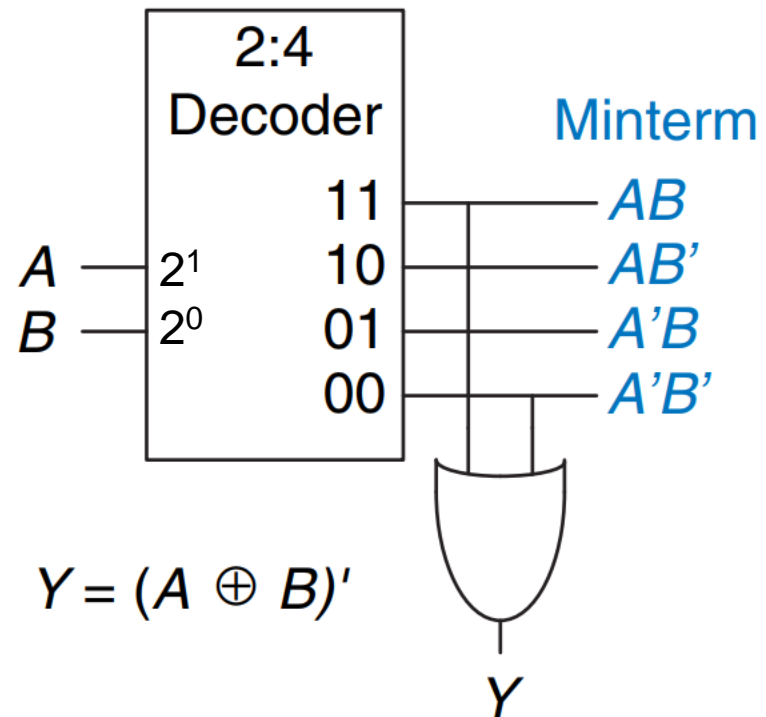 2:4
Decoder
Minterm
11 AB
A 2¹ 10 AB’
B 2⁰ 01 A’B
00 A’B’
Y = (A ⊕ B)'
Y